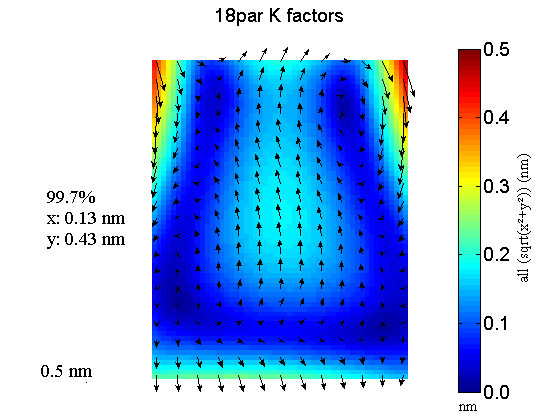 18par K factors
0.5
0.4
99.7%
x: 0.13 nm
y: 0.43 nm
0.3
0.2
0.1
0.0
all (sqrt(x²+y²)) (nm)
0.5 nm
nm